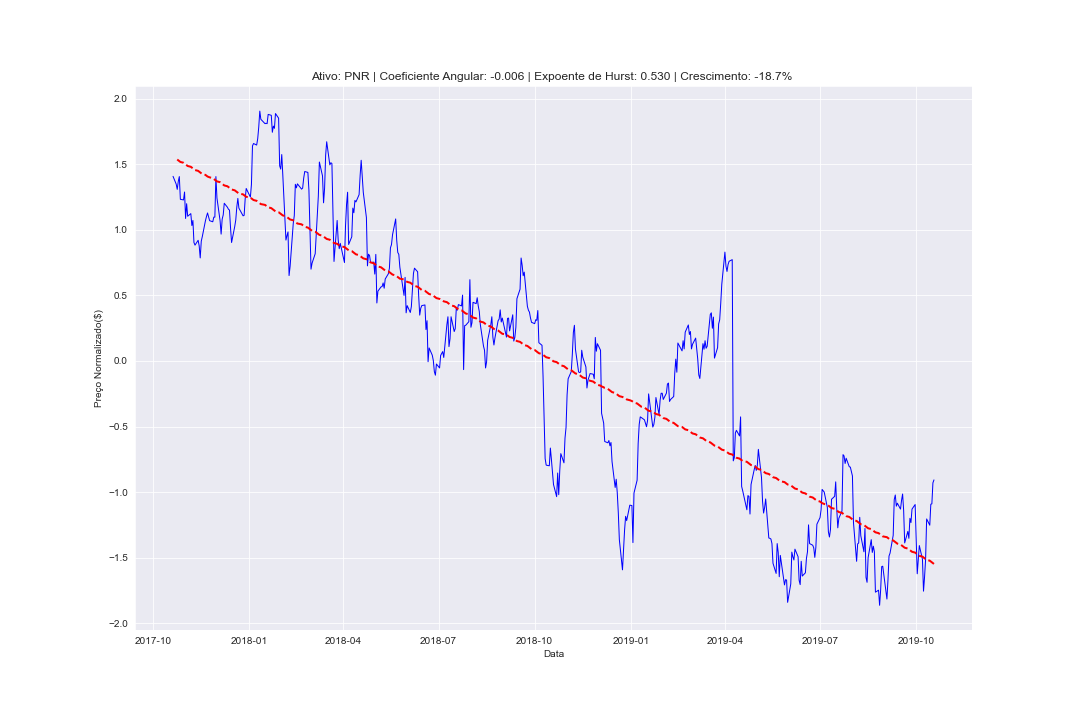 Ativo: PNR | Coeficiente Angular: -0.006 | Expoente de Hurst: 0.530 | Crescimento: -18.7%
Preço Normalizado($)
2.0
1.5
1.0
0.5
0.0
−0.5
−1.0
−1.5
−2.0
2017-10 2018-01 2018-04 2018-07 2018-10 2019-01 2019-04 2019-07 2019-10
Data